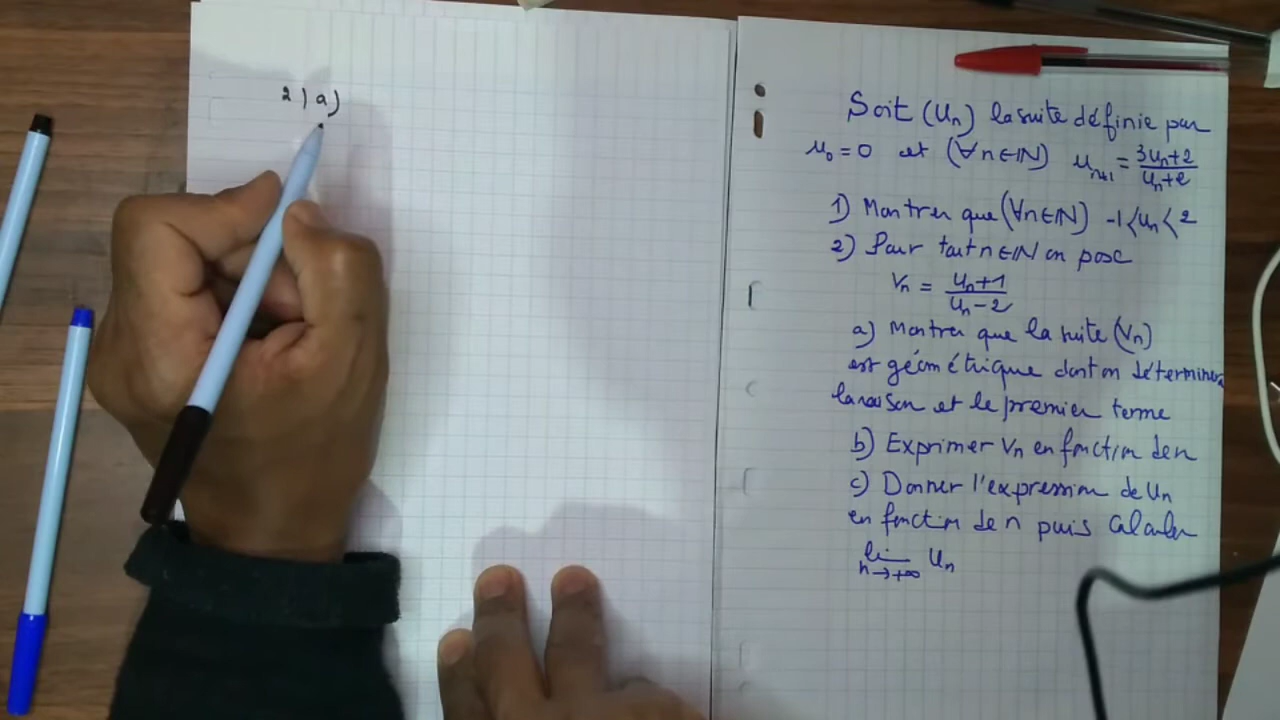 2) a)
Soit (Un) la suite définie par
u₀ = 0 et (∀n∈ℕ) uₙ₊₁ = (3Un+2)/(Un+2)
1) Montrer que (∀n∈ℕ) -1<Un<2
2) Pour tout n∈ℕ on pose
Vn = (Un+1)/(Un-2)
a) Montrer que la suite (Vn)
est géométrique dont on déterminera
la raison et le premier terme
b) Exprimer Vn en fonction de n
c) Donner l'expression de Un
en fonction de n puis calculer
lim n→+∞ Un